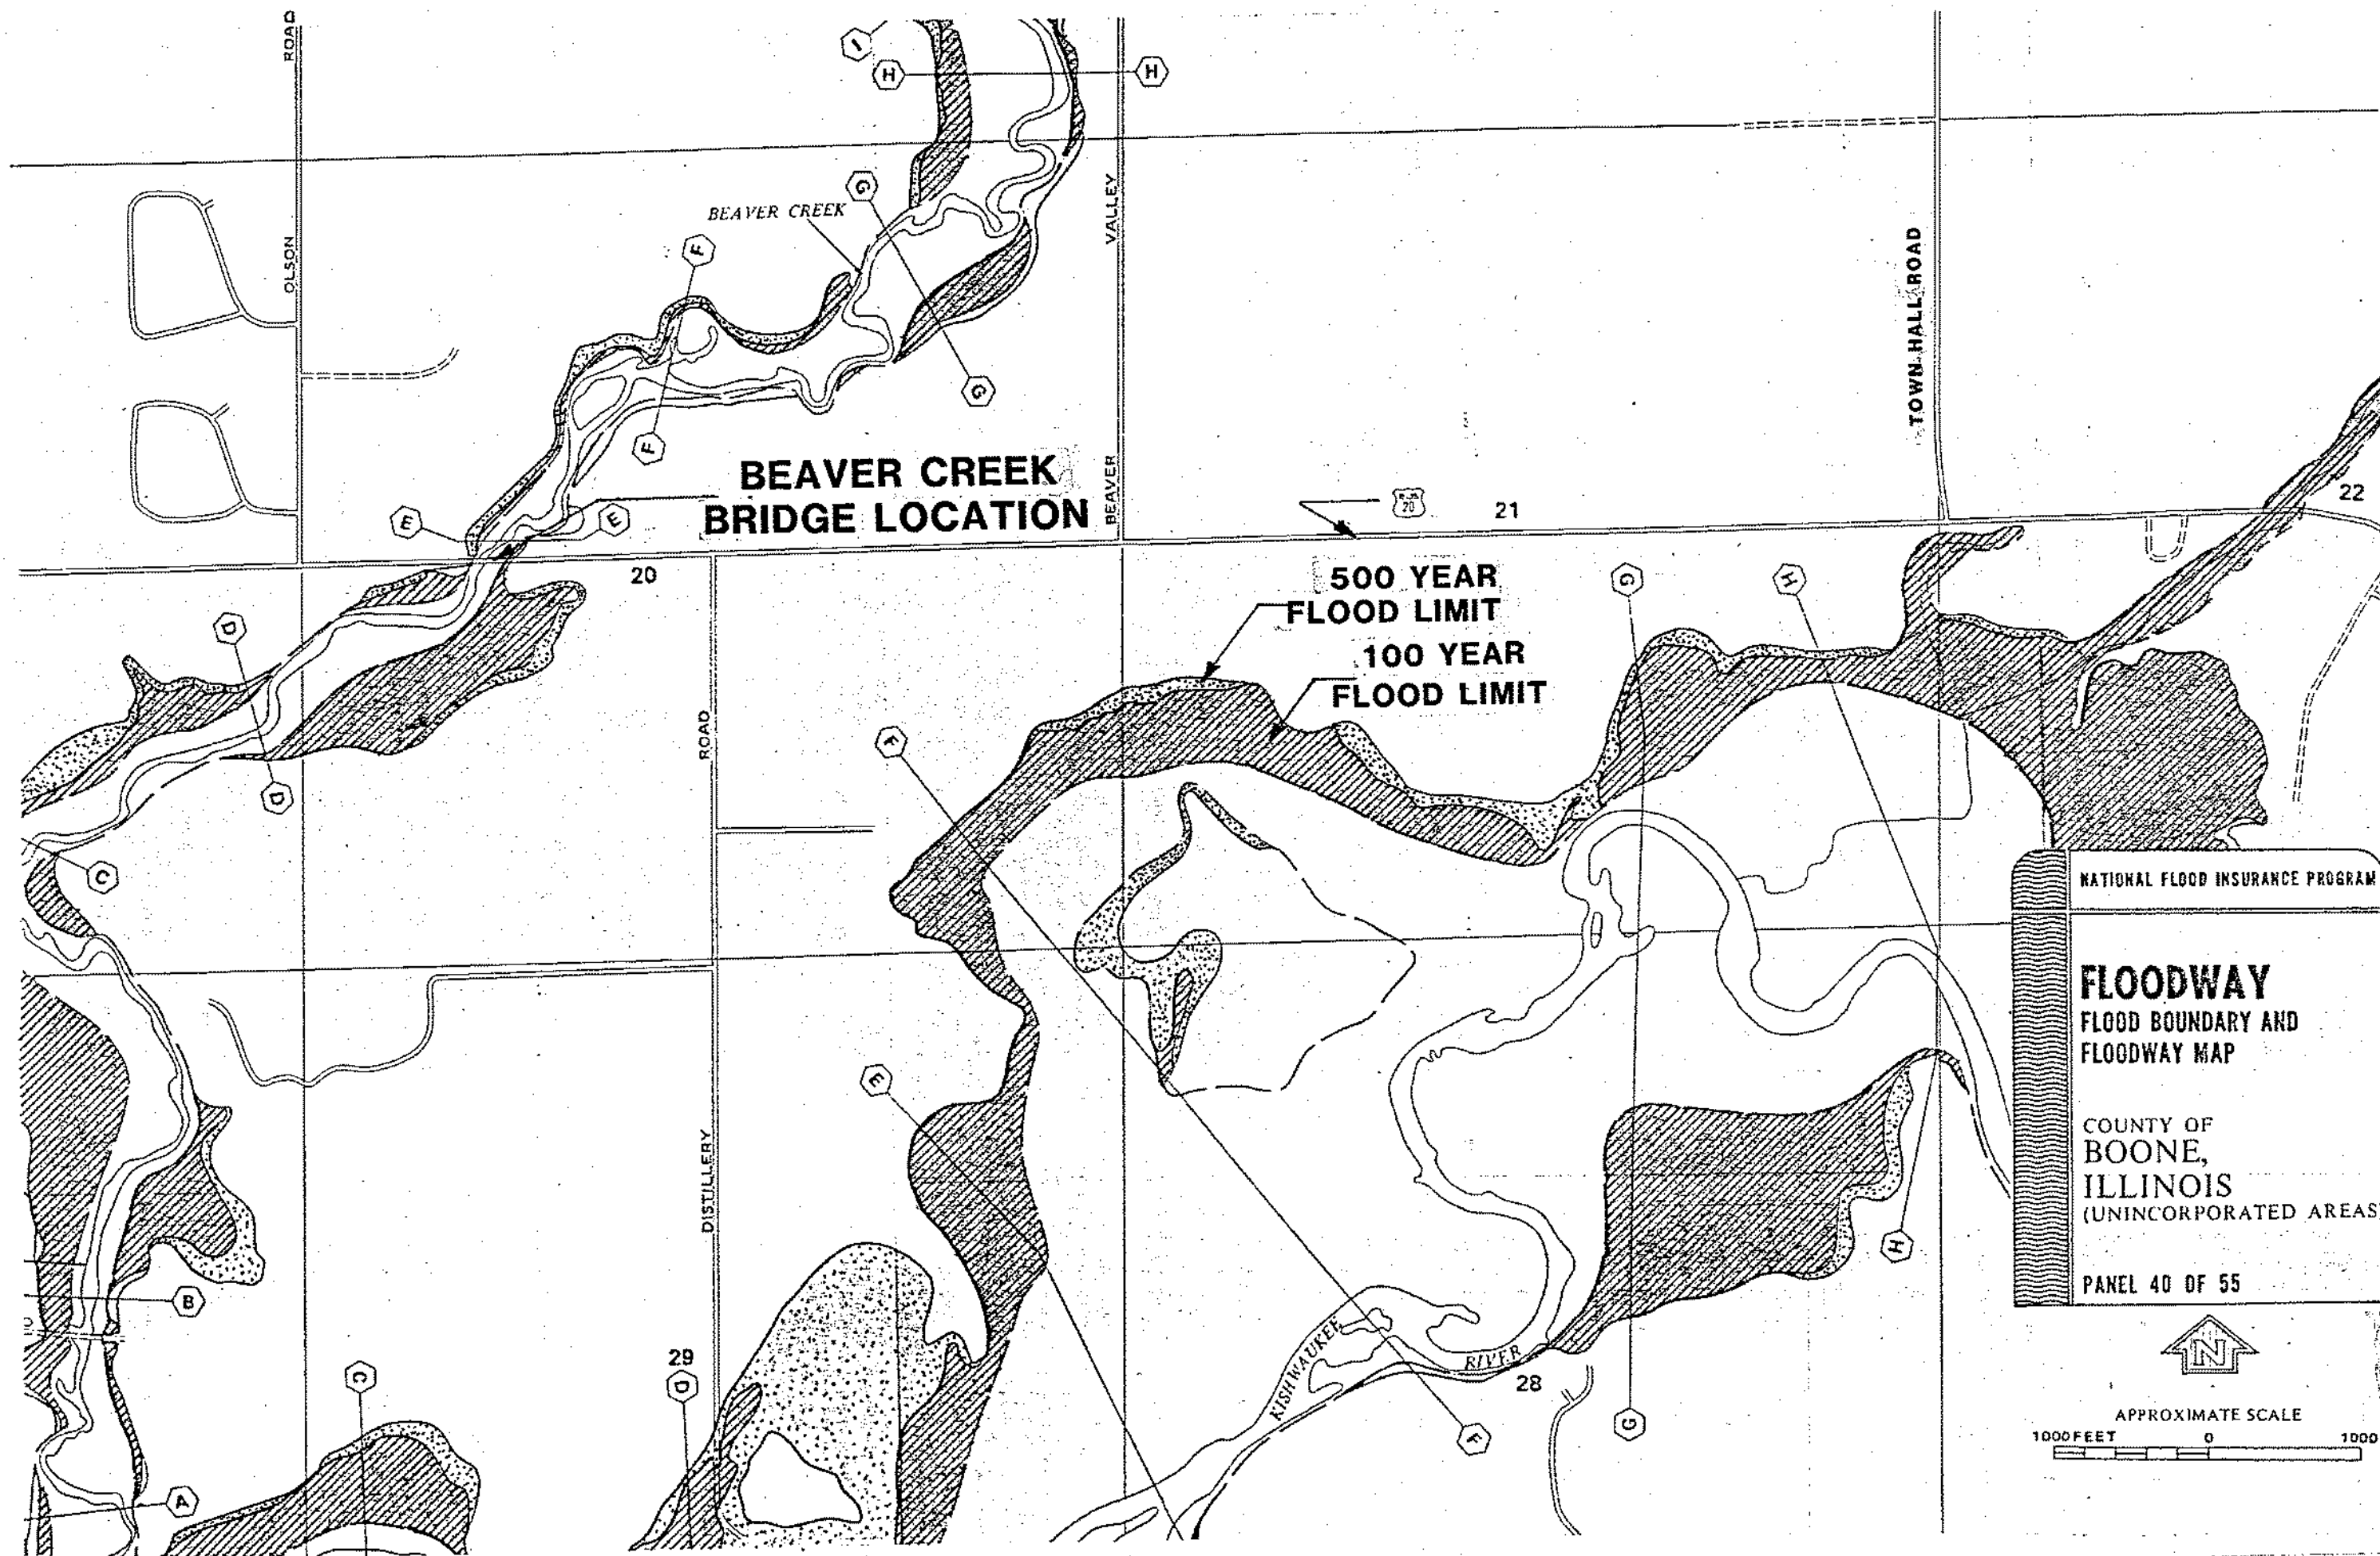 ROAD
I
H
H
G
BEAVER CREEK
F
VALLEY
OLSON
TOWN HALL ROAD
G
F
BEAVER CREEK
BRIDGE LOCATION
BEAVER
20
21
22
E
E
20
500 YEAR
FLOOD LIMIT
G
H
D
100 YEAR
FLOOD LIMIT
ROAD
F
D
C
NATIONAL FLOOD INSURANCE PROGRAM
FLOODWAY
FLOOD BOUNDARY AND
FLOODWAY MAP
E
COUNTY OF
BOONE,
ILLINOIS
(UNINCORPORATED AREAS
DISTILLERY
H
PANEL 40 OF 55
B
KISHWAUKEE
RIVER
29
D
28
C
G
F
N
APPROXIMATE SCALE
1000 FEET 0 1000
A